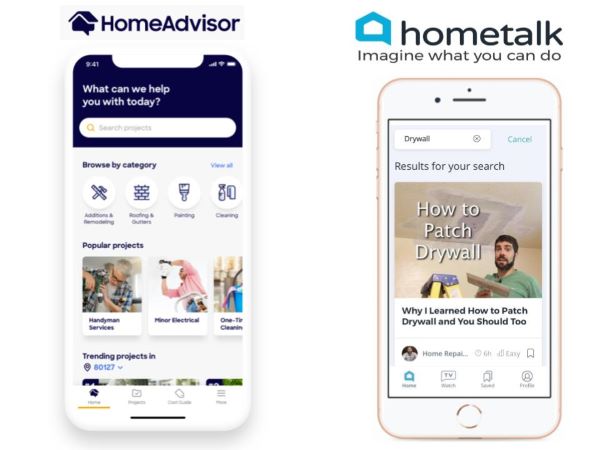 HomeAdvisor
9:41
What can we help
you with today?
Search projects
Browse by category
View all
Additions &
Remodeling
Roofing &
Gutters
Painting
Cleaning
Popular projects
Handyman
Services
Minor Electrical
One-Tim
Cleanin
Trending projects in
80127
Home
Projects
Cost Guide
More
hometalk
Imagine what you can do
Drywall
Cancel
Results for your search
How to
Patch
Drywall
Why I Learned How to Patch
Drywall and You Should Too
Home Repai...
6h
Easy
Home
TV
Watch
Saved
Profile